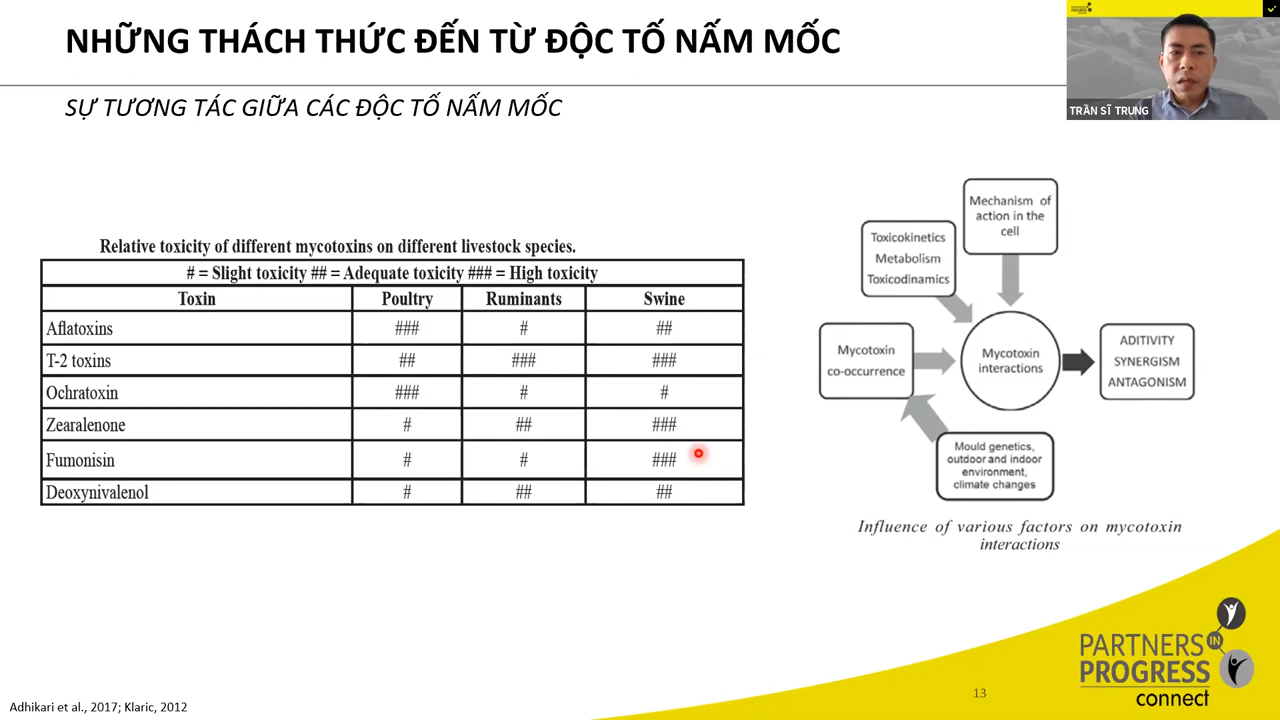 NHỮNG THÁCH THỨC ĐẾN TỪ ĐỘC TỐ NẤM MỐC
SỰ TƯƠNG TÁC GIỮA CÁC ĐỘC TỐ NẤM MỐC
TRẦN SĨ TRUNG
Relative toxicity of different mycotoxins on different livestock species.
# = Slight toxicity ## = Adequate toxicity ### = High toxicity
Toxin Poultry Ruminants Swine
Aflatoxins ### # ##
T-2 toxins ## ### ###
Ochratoxin ### # #
Zearalenone # ## ###
Fumonisin # # ###
Deoxynivalenol # ## ##
Mechanism of
action in the
cell
Toxicokinetics
Metabolism
Toxicodinamics
Mycotoxin
co-occurrence
Mycotoxin
interactions
ADITIVITY
SYNERGISM
ANTAGONISM
Mould genetics,
outdoor and indoor
environment,
climate changes
Influence of various factors on mycotoxin
interactions
PARTNERS
IN
PROGRESS
connect
13
Adhikari et al., 2017; Klaric, 2012